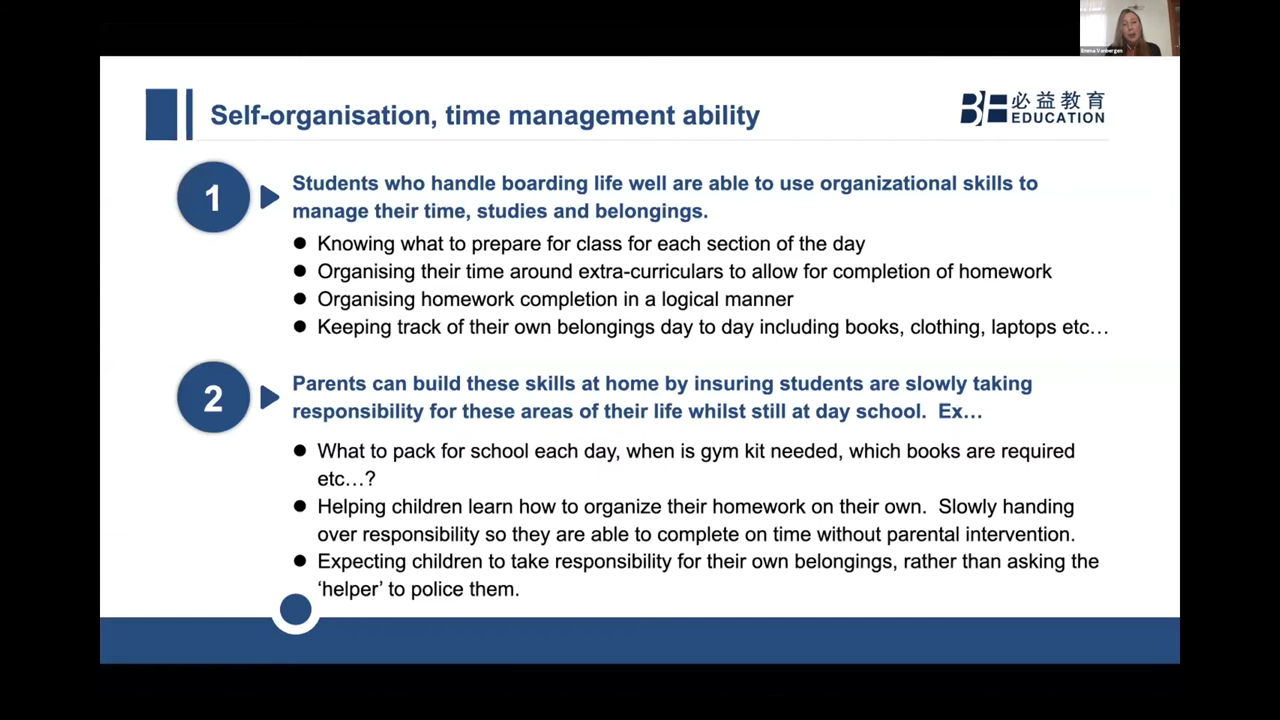 Emma Vanbergen
Self-organisation, time management ability
必益教育
EDUCATION
1
Students who handle boarding life well are able to use organizational skills to
manage their time, studies and belongings.
● Knowing what to prepare for class for each section of the day
● Organising their time around extra-curriculars to allow for completion of homework
● Organising homework completion in a logical manner
● Keeping track of their own belongings day to day including books, clothing, laptops etc…
2
Parents can build these skills at home by insuring students are slowly taking
responsibility for these areas of their life whilst still at day school.  Ex…
● What to pack for school each day, when is gym kit needed, which books are required
etc…?
● Helping children learn how to organize their homework on their own.  Slowly handing
over responsibility so they are able to complete on time without parental intervention.
● Expecting children to take responsibility for their own belongings, rather than asking the
‘helper’ to police them.